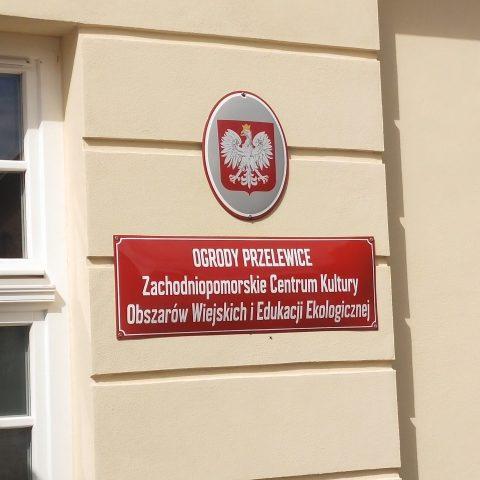 OGRODY PRZELEWICE
Zachodniopomorskie Centrum Kultury
Obszarów Wiejskich i Edukacji Ekologicznej